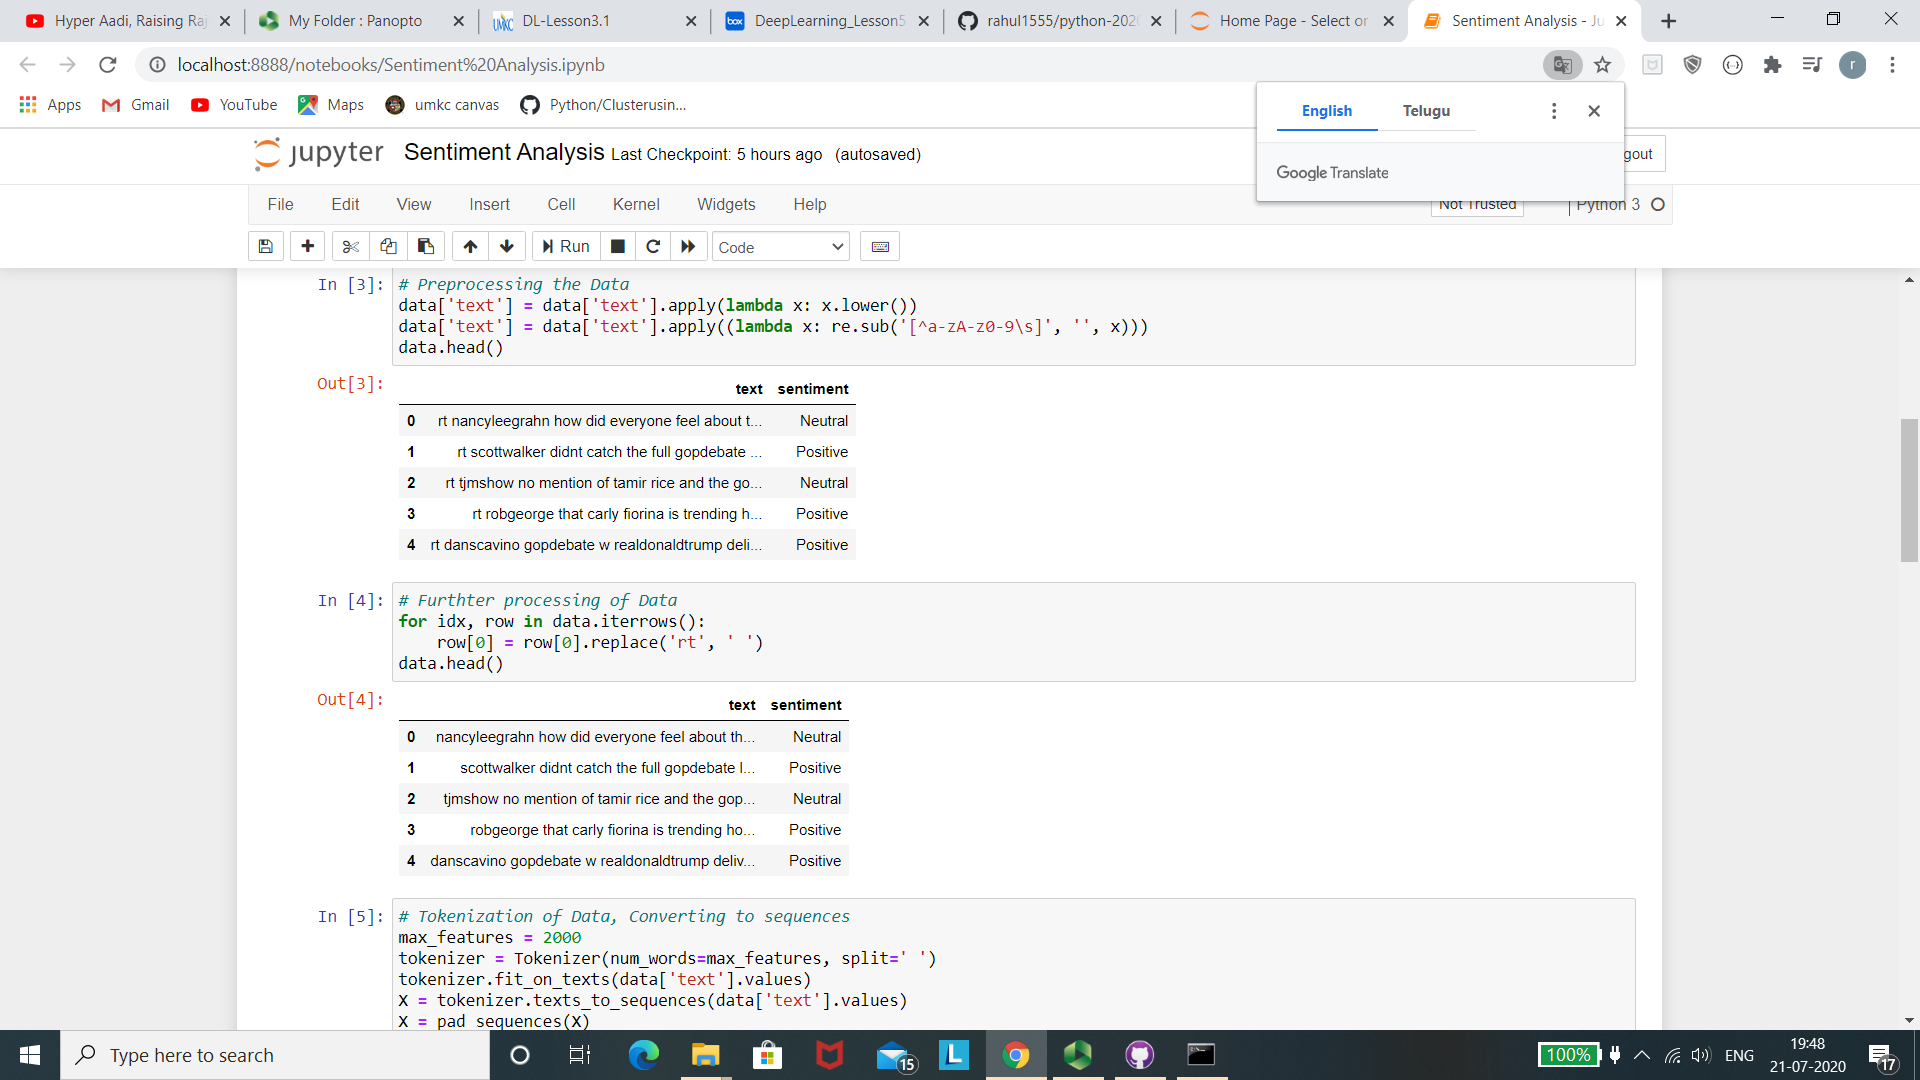 Hyper Aadi, Raising Raj
My Folder : Panopto
DL-Lesson3.1
DeepLearning_Lesson5
rahul1555/python-2020
Home Page - Select or
Sentiment Analysis - Ju
localhost:8888/notebooks/Sentiment%20Analysis.ipynb
r
Apps
Gmail
YouTube
Maps
umkc canvas
Python/Clusterusin...
English
Telugu
Google Translate
jupyter
Sentiment Analysis Last Checkpoint: 5 hours ago (autosaved)
gout
File
Edit
View
Insert
Cell
Kernel
Widgets
Help
Not Trusted
Python 3
Run
Code
In [3]:
# Preprocessing the Data
data['text'] = data['text'].apply(lambda x: x.lower())
data['text'] = data['text'].apply((lambda x: re.sub('[^a-zA-z0-9\s]', '', x)))
data.head()
Out[3]:
text sentiment
0 rt nancyleegrahn how did everyone feel about t... Neutral
1 rt scottwalker didnt catch the full gopdebate ... Positive
2 rt tjmshow no mention of tamir rice and the go... Neutral
3 rt robgeorge that carly fiorina is trending h... Positive
4 rt danscavino gopdebate w realdonaldtrump deli... Positive
In [4]:
# Furthter processing of Data
for idx, row in data.iterrows():
    row[0] = row[0].replace('rt', ' ')
data.head()
Out[4]:
text sentiment
0 nancyleegrahn how did everyone feel about th... Neutral
1 scottwalker didnt catch the full gopdebate l... Positive
2 tjmshow no mention of tamir rice and the gop... Neutral
3 robgeorge that carly fiorina is trending ho... Positive
4 danscavino gopdebate w realdonaldtrump deliv... Positive
In [5]:
# Tokenization of Data, Converting to sequences
max_features = 2000
tokenizer = Tokenizer(num_words=max_features, split=' ')
tokenizer.fit_on_texts(data['text'].values)
X = tokenizer.texts_to_sequences(data['text'].values)
X = pad_sequences(X)
Type here to search
15
L
100%
ENG
19:48
21-07-2020
17